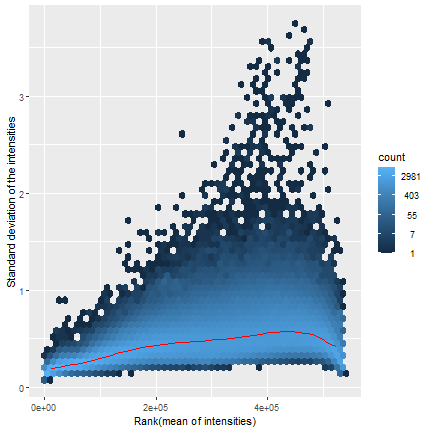 Standard deviation of the intensities
3
2
1
0
0e+00 2e+05 4e+05
Rank(mean of intensities)
count
2981
403
55
7
1